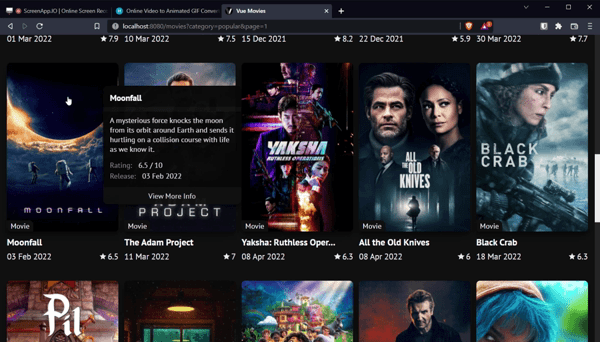 ScreenApp.IO | Online Screen Rec
Online Video to Animated GIF Conver
Vue Movies
localhost:8080/movies?category=popular&page=1
01 Mar 2022 7.9
10 Mar 2022 7.5
15 Dec 2021 8.2
22 Dec 2021 5.9
30 Mar 2022 7.7
Moonfall
A mysterious force knocks the moon
from its orbit around Earth and sends it
hurtling on a collision course with life
as we know it.
Rating: 6.5 / 10
Release: 03 Feb 2022
View More Info
MOONFALL
PROJECT
YAKSHA
RUTHLESS OPERATIONS
ALL
THE OLD
KNIVES
BLACK
CRAB
Movie
Movie
Movie
Movie
Movie
Moonfall
The Adam Project
Yaksha: Ruthless Oper...
All the Old Knives
Black Crab
03 Feb 2022 6.5
11 Mar 2022 7
08 Apr 2022 6.3
08 Apr 2022 6
18 Mar 2022 6.3
Pil